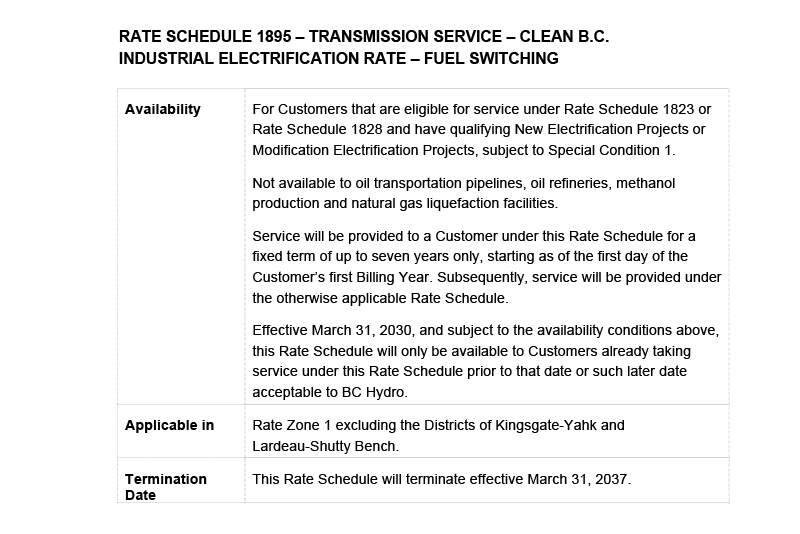 RATE SCHEDULE 1895 – TRANSMISSION SERVICE – CLEAN B.C.
INDUSTRIAL ELECTRIFICATION RATE – FUEL SWITCHING
Availability
For Customers that are eligible for service under Rate Schedule 1823 or
Rate Schedule 1828 and have qualifying New Electrification Projects or
Modification Electrification Projects, subject to Special Condition 1.
Not available to oil transportation pipelines, oil refineries, methanol
production and natural gas liquefaction facilities.
Service will be provided to a Customer under this Rate Schedule for a
fixed term of up to seven years only, starting as of the first day of the
Customer's first Billing Year. Subsequently, service will be provided under
the otherwise applicable Rate Schedule.
Effective March 31, 2030, and subject to the availability conditions above,
this Rate Schedule will only be available to Customers already taking
service under this Rate Schedule prior to that date or such later date
acceptable to BC Hydro.
Applicable in
Rate Zone 1 excluding the Districts of Kingsgate-Yahk and
Lardeau-Shutty Bench.
Termination
Date
This Rate Schedule will terminate effective March 31, 2037.